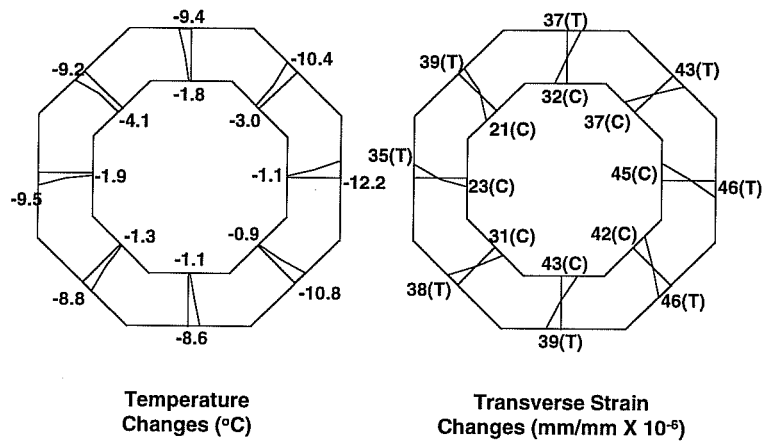 -9.4
-9.2
-10.4
-1.8
-4.1
-3.0
-1.9
-1.1
-9.5
-12.2
-1.3
-1.1
-0.9
-8.8
-10.8
-8.6
Temperature
Changes (°C)
37(T)
39(T)
43(T)
32(C)
21(C)
37(C)
35(T)
23(C)
45(C)
46(T)
31(C)
43(C)
42(C)
38(T)
46(T)
39(T)
Transverse Strain
Changes (mm/mm X 10⁻⁶)